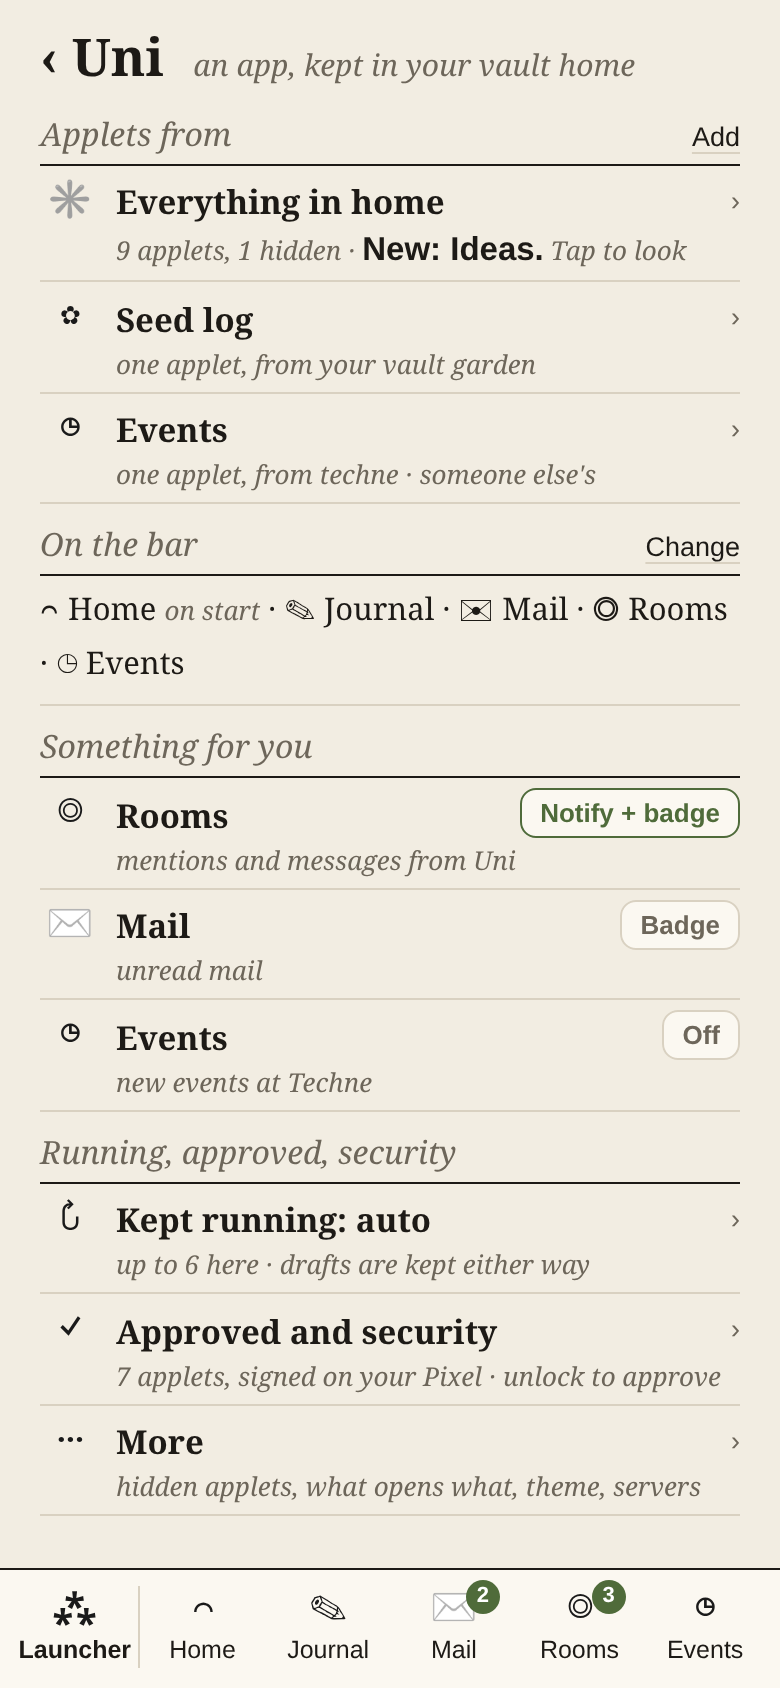 ‹ Uni an app, kept in your vault home
Applets from Add
Everything in home ›
9 applets, 1 hidden · New: Ideas. Tap to look
Seed log ›
one applet, from your vault garden
Events ›
one applet, from techne · someone else's
On the bar Change
Home on start · Journal · Mail · Rooms
· Events
Something for you
Rooms Notify + badge
mentions and messages from Uni
Mail Badge
unread mail
Events Off
new events at Techne
Running, approved, security
Kept running: auto ›
up to 6 here · drafts are kept either way
Approved and security ›
7 applets, signed on your Pixel · unlock to approve
More ›
hidden applets, what opens what, theme, servers
2 3
Launcher Home Journal Mail Rooms Events